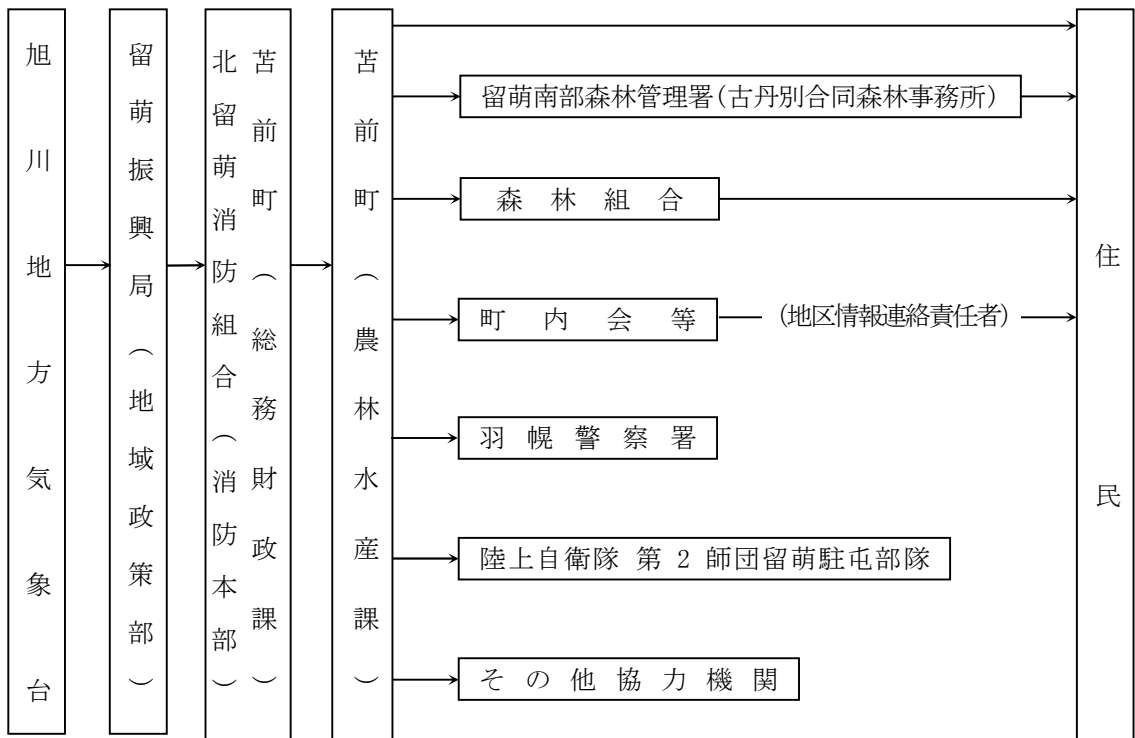 旭川地方気象台
留萌振興局（地域政策部）
苫前町（総務財政課）
北留萌消防組合（消防本部）
苫前町（農林水産課）
留萌南部森林管理署（古丹別合同森林事務所）
森林組合
町内会等
（地区情報連絡責任者）
羽幌警察署
陸上自衛隊 第2師団留萌駐屯部隊
その他協力機関
住民